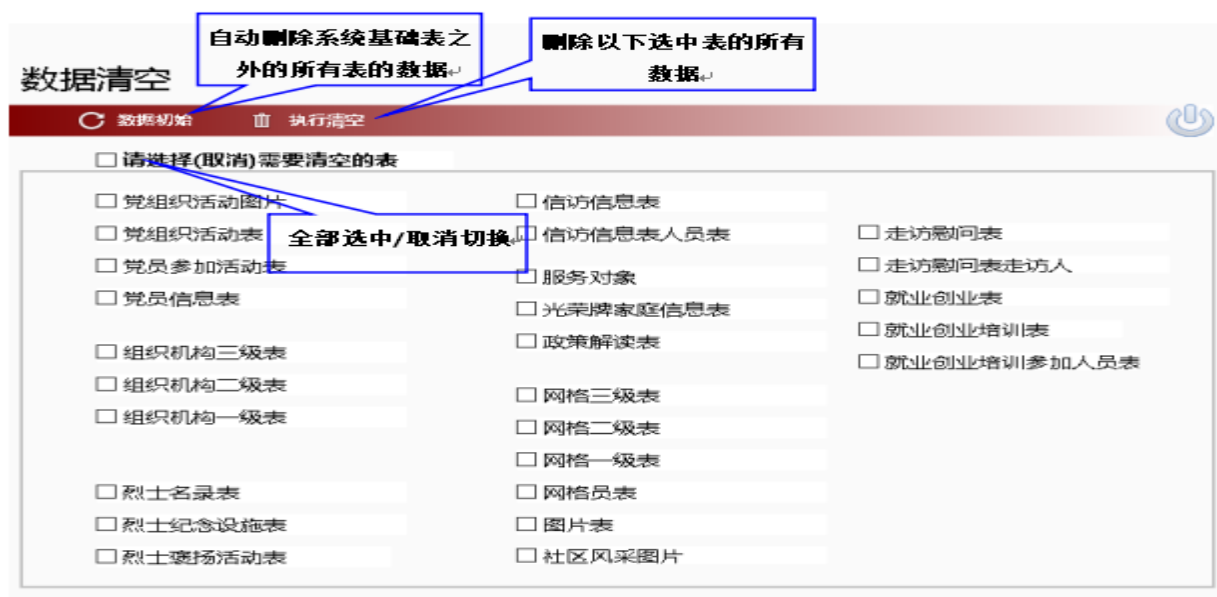 自动删除系统基础表之
外的所有表的数据
删除以下选中表的所有
数据
数据清空
数据初始
执行清空
请选择(取消)需要清空的表
全部选中/取消切换
党组织活动图片
党组织活动表
党员参加活动表
党员信息表
组织机构三级表
组织机构二级表
组织机构一级表
烈士名录表
烈士纪念设施表
烈士褒扬活动表
信访信息表
信访信息表人员表
服务对象
光荣牌家庭信息表
政策解读表
网格三级表
网格二级表
网格一级表
网格员表
图片表
社区风采图片
走访慰问表
走访慰问表走访人
就业创业表
就业创业培训表
就业创业培训参加人员表